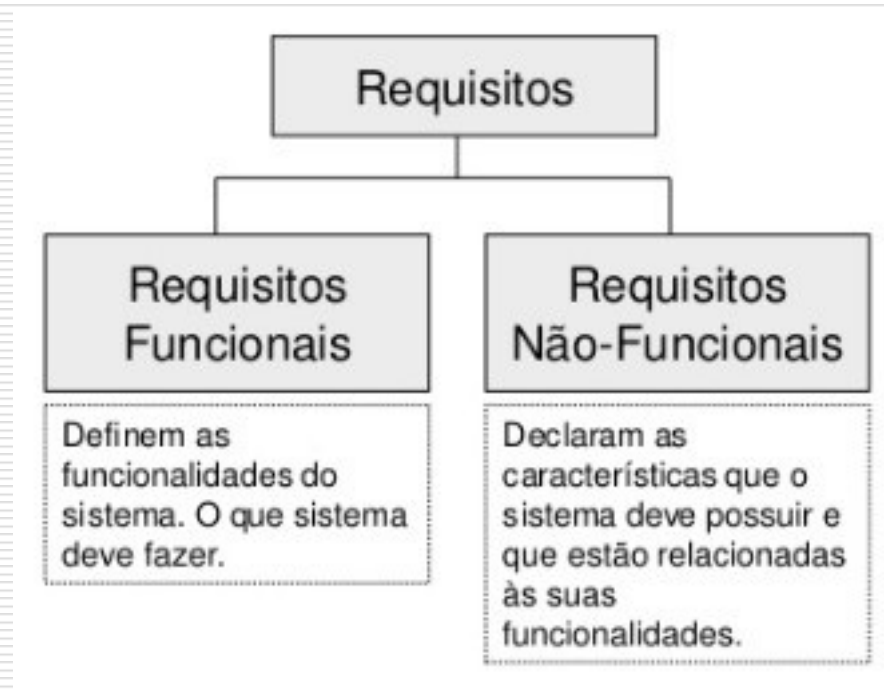 Requisitos
Requisitos
Funcionais
Definem as
funcionalidades do
sistema. O que sistema
deve fazer.
Requisitos
Não-Funcionais
Declaram as
características que o
sistema deve possuir e
que estão relacionadas
às suas
funcionalidades.